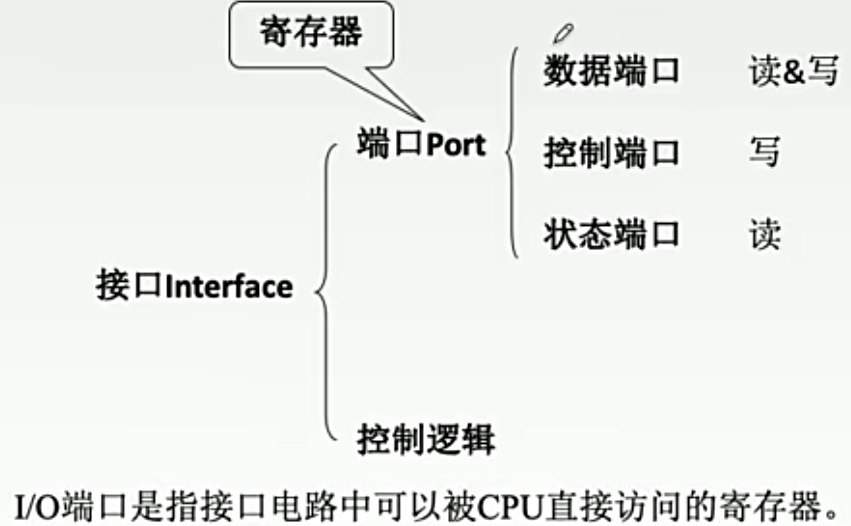 寄存器
数据端口 读&写
端口Port
控制端口 写
状态端口 读
接口Interface
控制逻辑
I/O端口是指接口电路中可以被CPU直接访问的寄存器。